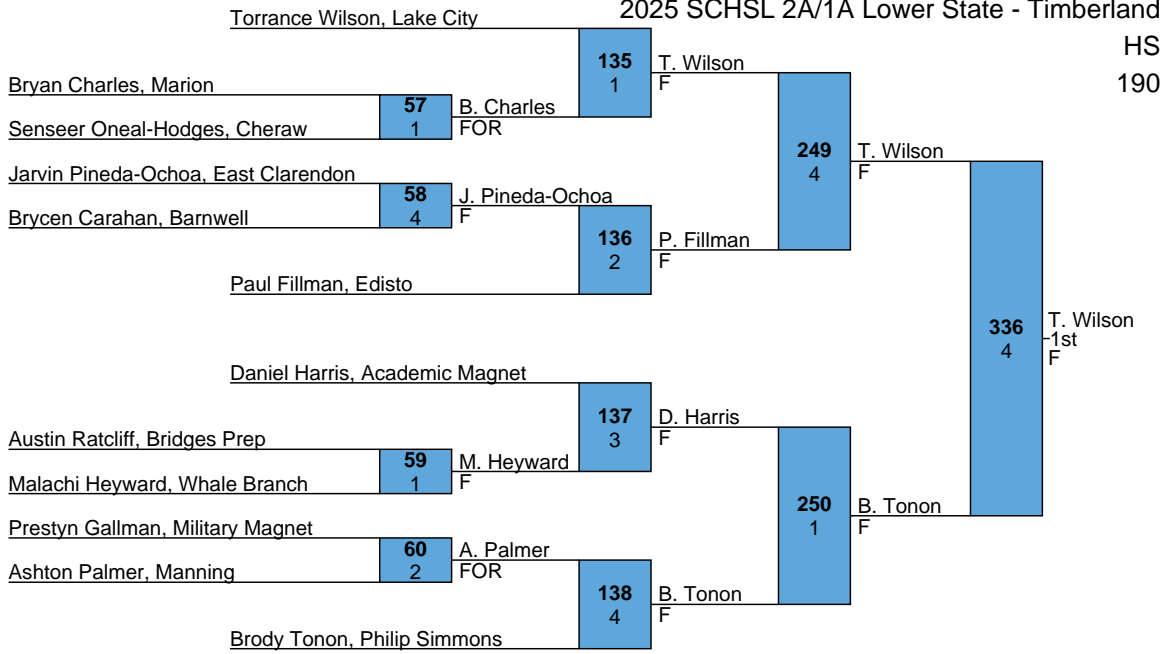 2025 SCHSL 2A/1A Lower State - Timberland
HS
190
Torrance Wilson, Lake City
135
1
T. Wilson
F
Bryan Charles, Marion
57
1
B. Charles
FOR
Senseer Oneal-Hodges, Cheraw
249
4
T. Wilson
F
Jarvin Pineda-Ochoa, East Clarendon
58
4
J. Pineda-Ochoa
F
Brycen Carahan, Barnwell
136
2
P. Fillman
F
Paul Fillman, Edisto
336
4
T. Wilson
1st
F
Daniel Harris, Academic Magnet
137
3
D. Harris
F
Austin Ratcliff, Bridges Prep
59
1
M. Heyward
F
Malachi Heyward, Whale Branch
250
1
B. Tonon
F
Prestyn Gallman, Military Magnet
60
2
A. Palmer
FOR
Ashton Palmer, Manning
138
4
B. Tonon
F
Brody Tonon, Philip Simmons